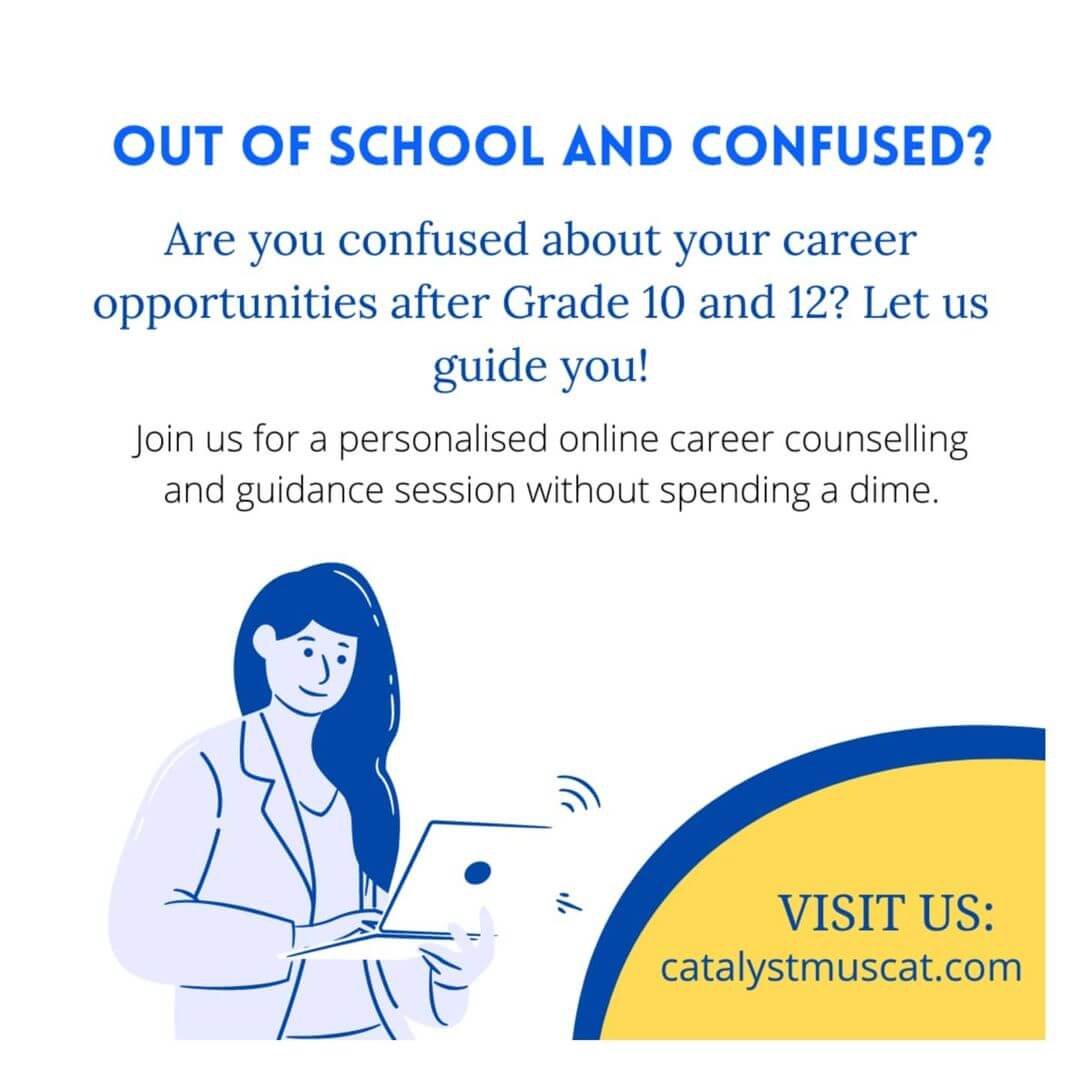 OUT OF SCHOOL AND CONFUSED?
Are you confused about your career
opportunities after Grade 10 and 12? Let us
guide you!
Join us for a personalised online career counselling
and guidance session without spending a dime.
VISIT US:
catalystmuscat.com